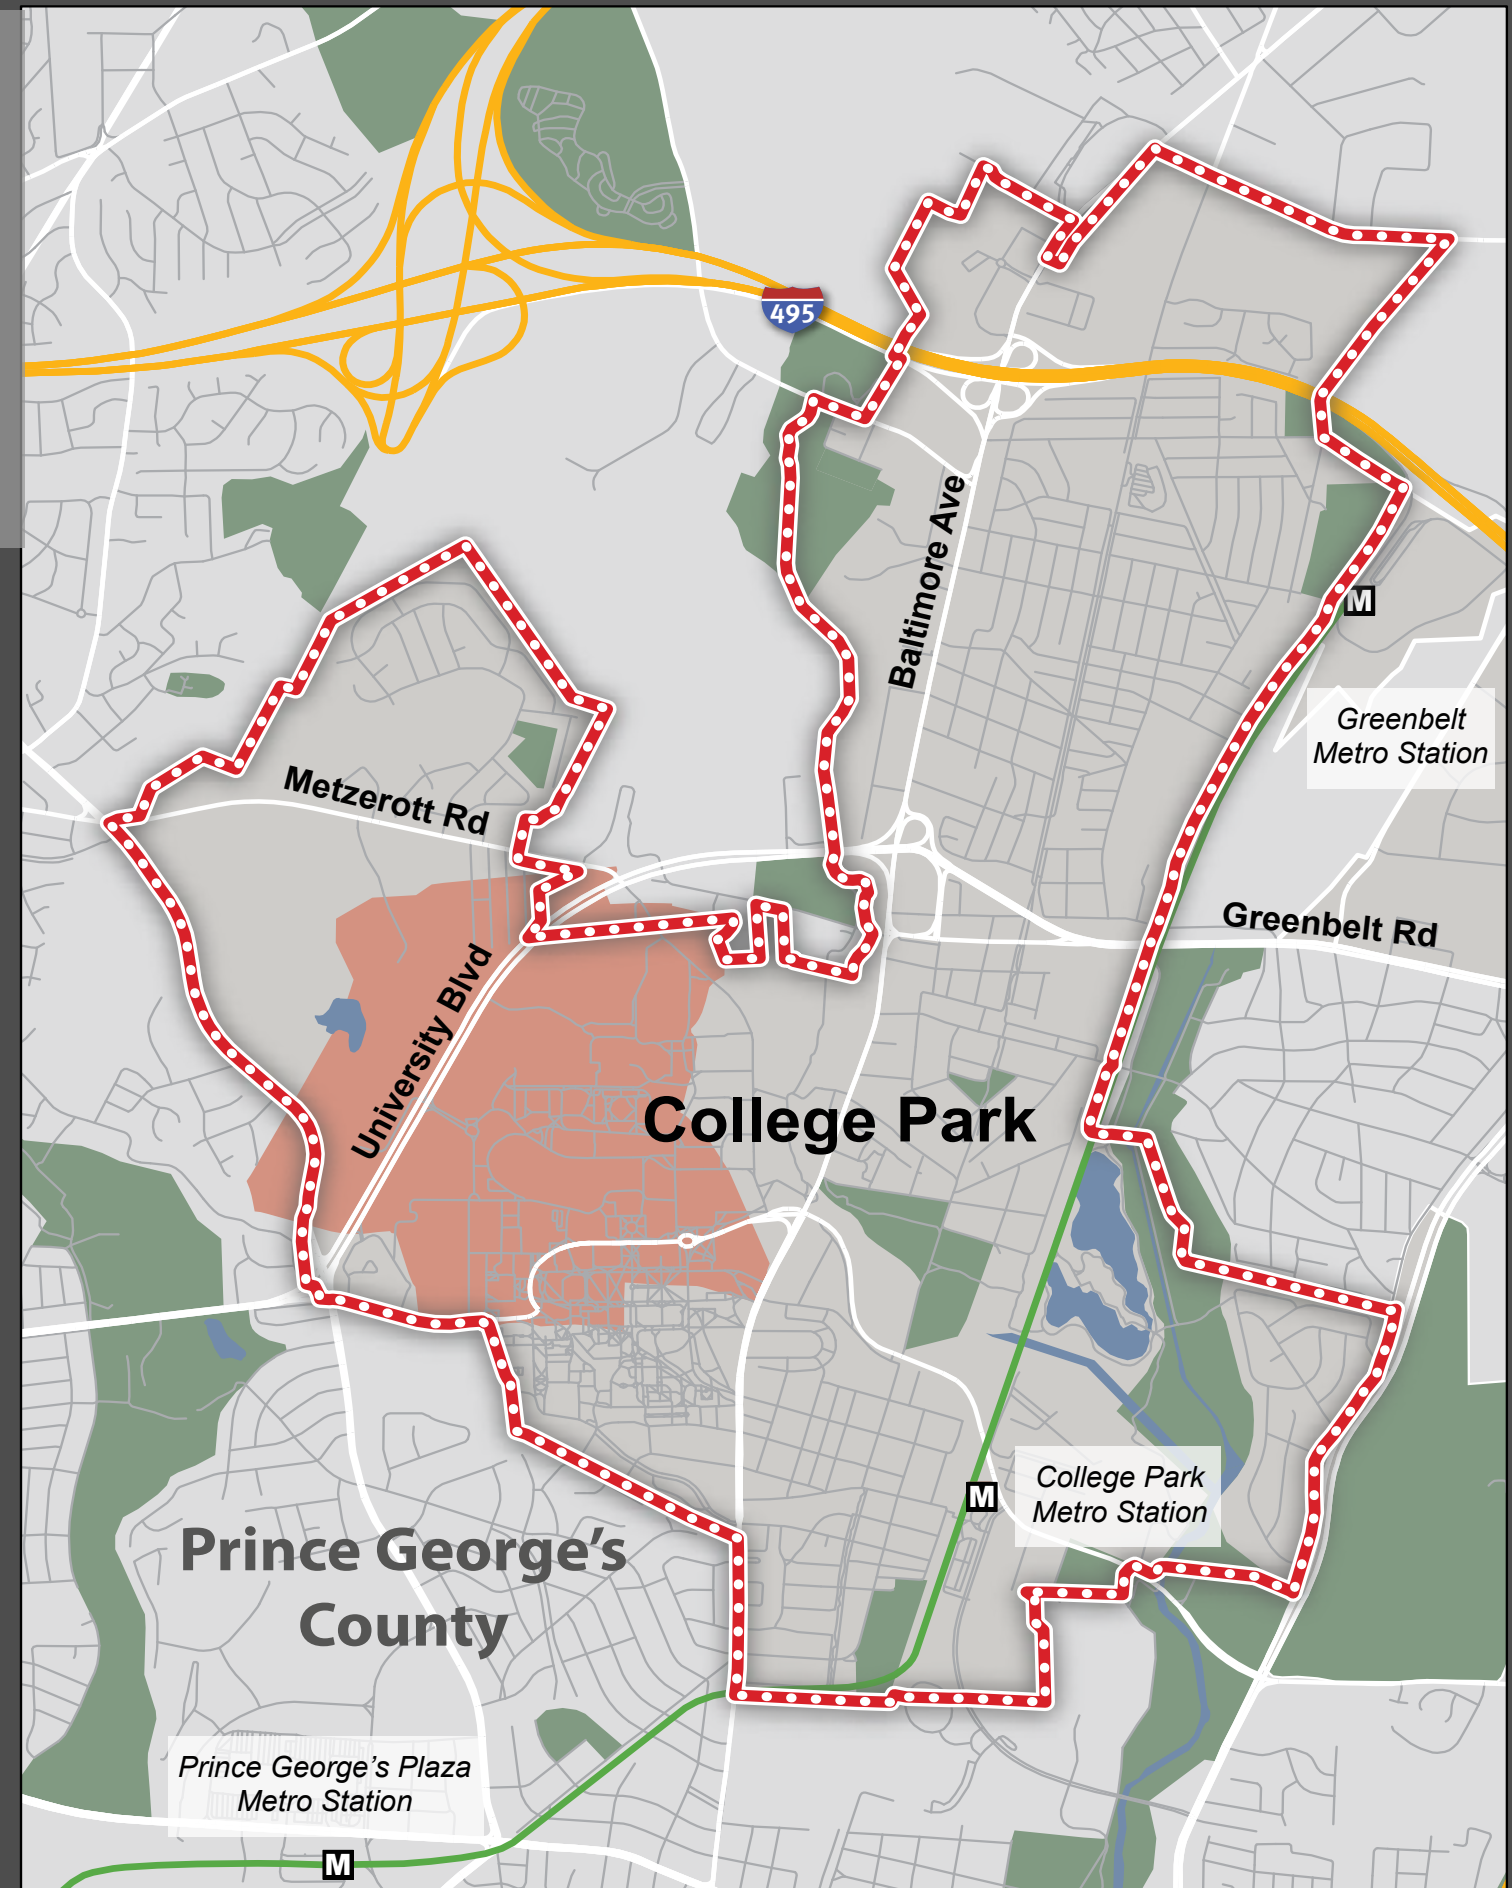 495
Baltimore Ave
M
Greenbelt
Metro Station
Metzerott Rd
Greenbelt Rd
University Blvd
College Park
College Park
Metro Station
M
Prince George's
County
Prince George's Plaza
Metro Station
M